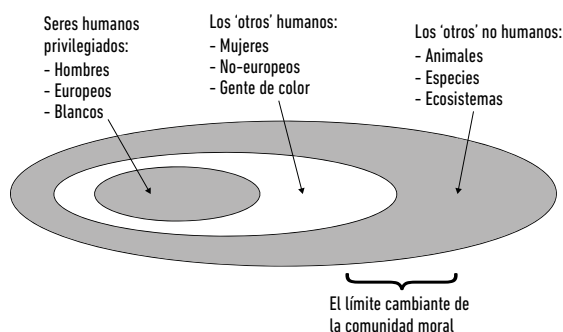 Seres humanos
privilegiados:
- Hombres
- Europeos
- Blancos
Los ‘otros’ humanos:
- Mujeres
- No-europeos
- Gente de color
Los ‘otros’ no humanos:
- Animales
- Especies
- Ecosistemas
El límite cambiante de
la comunidad moral